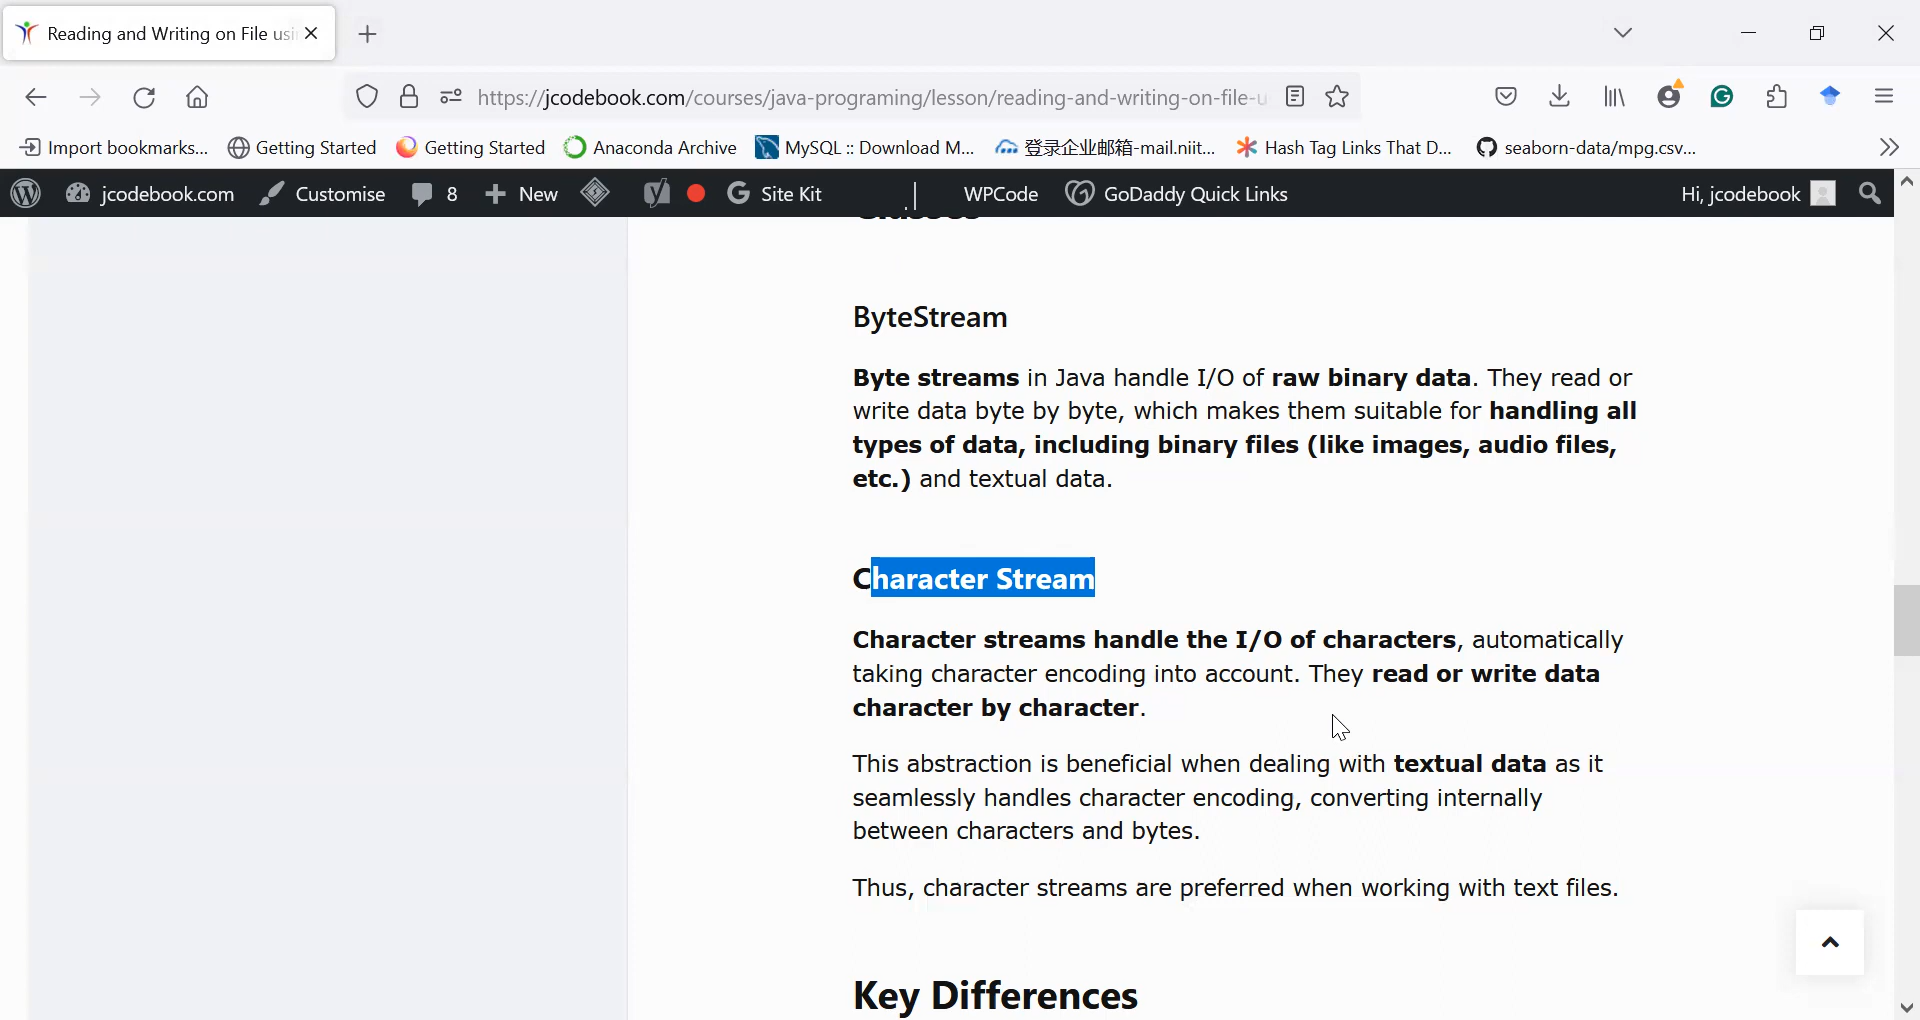 Reading and Writing on File usi
https://jcodebook.com/courses/java-programing/lesson/reading-and-writing-on-file-u
Import bookmarks... Getting Started Getting Started Anaconda Archive MySQL :: Download M... 登录企业邮箱-mail.niit... Hash Tag Links That D... seaborn-data/mpg.csv...
jcodebook.com Customise 8 New Site Kit WPCode GoDaddy Quick Links Hi, jcodebook
ByteStream
Byte streams in Java handle I/O of raw binary data. They read or
write data byte by byte, which makes them suitable for handling all
types of data, including binary files (like images, audio files,
etc.) and textual data.
Character Stream
Character streams handle the I/O of characters, automatically
taking character encoding into account. They read or write data
character by character.
This abstraction is beneficial when dealing with textual data as it
seamlessly handles character encoding, converting internally
between characters and bytes.
Thus, character streams are preferred when working with text files.
Key Differences